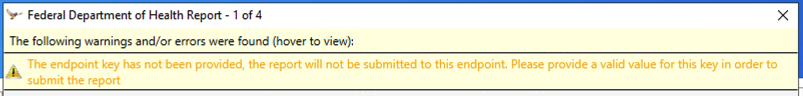 Federal Department of Health Report - 1 of 4
The following warnings and/or errors were found (hover to view):
The endpoint key has not been provided, the report will not be submitted to this endpoint. Please provide a valid value for this key in order to
submit the report